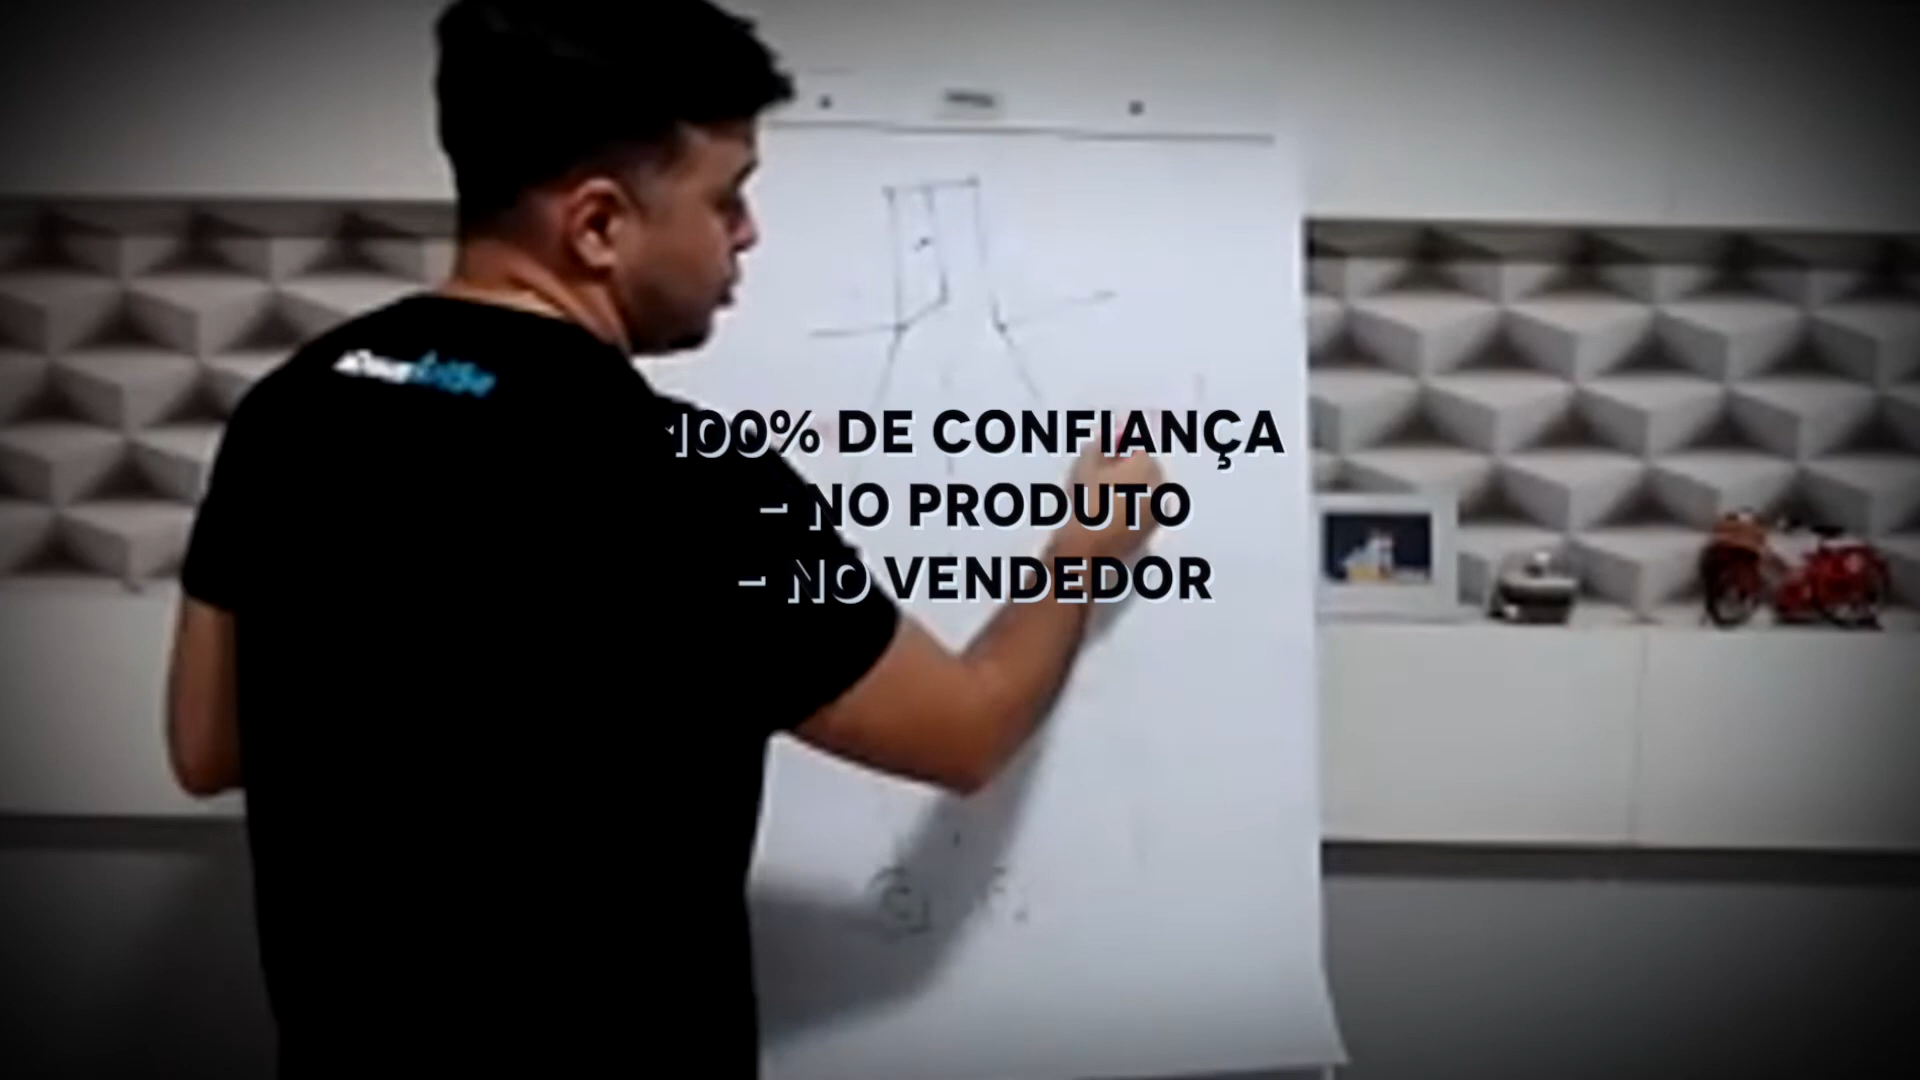 100% DE CONFIANÇA
- NO PRODUTO
- NO VENDEDOR